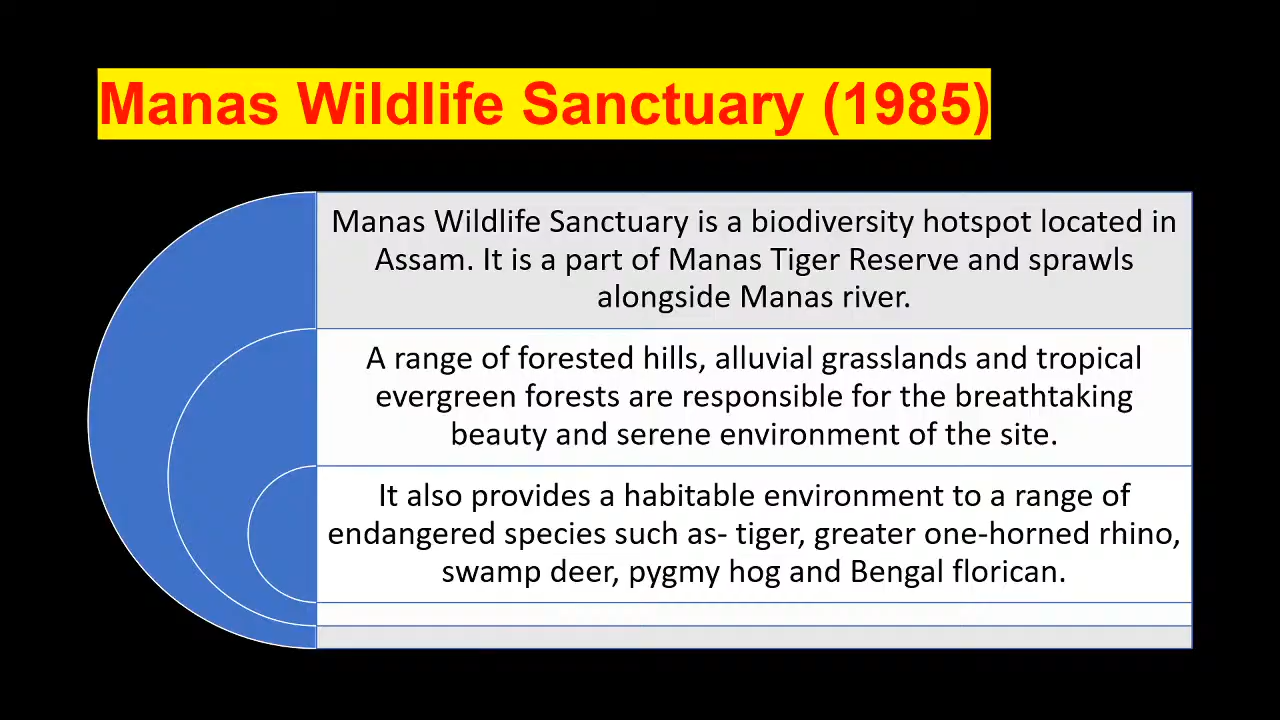 Manas Wildlife Sanctuary (1985)
Manas Wildlife Sanctuary is a biodiversity hotspot located in
Assam. It is a part of Manas Tiger Reserve and sprawls
alongside Manas river.
A range of forested hills, alluvial grasslands and tropical
evergreen forests are responsible for the breathtaking
beauty and serene environment of the site.
It also provides a habitable environment to a range of
endangered species such as- tiger, greater one-horned rhino,
swamp deer, pygmy hog and Bengal florican.